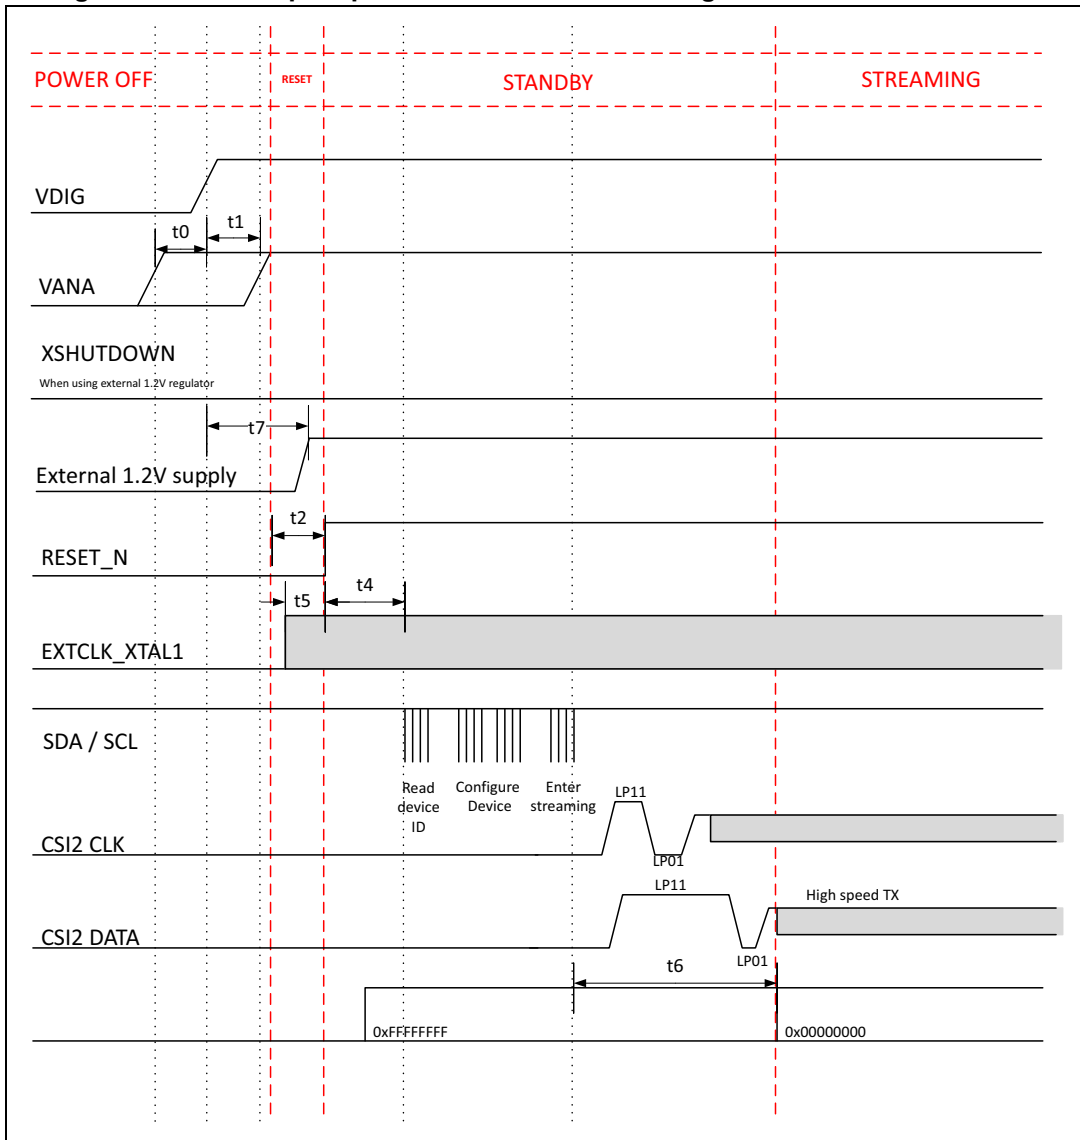 POWER OFF RESET STANDBY STREAMING
VDIG
t0 t1
VANA
XSHUTDOWN
When using external 1.2V regulator
t7
External 1.2V supply
t2
RESET_N
t5 t4
EXTCLK_XTAL1
SDA / SCL
Read device ID
Configure Device
Enter streaming
LP11
CSI2 CLK
LP01
LP11
High speed TX
CSI2 DATA
LP01
t6
0xFFFFFFFF 0x00000000